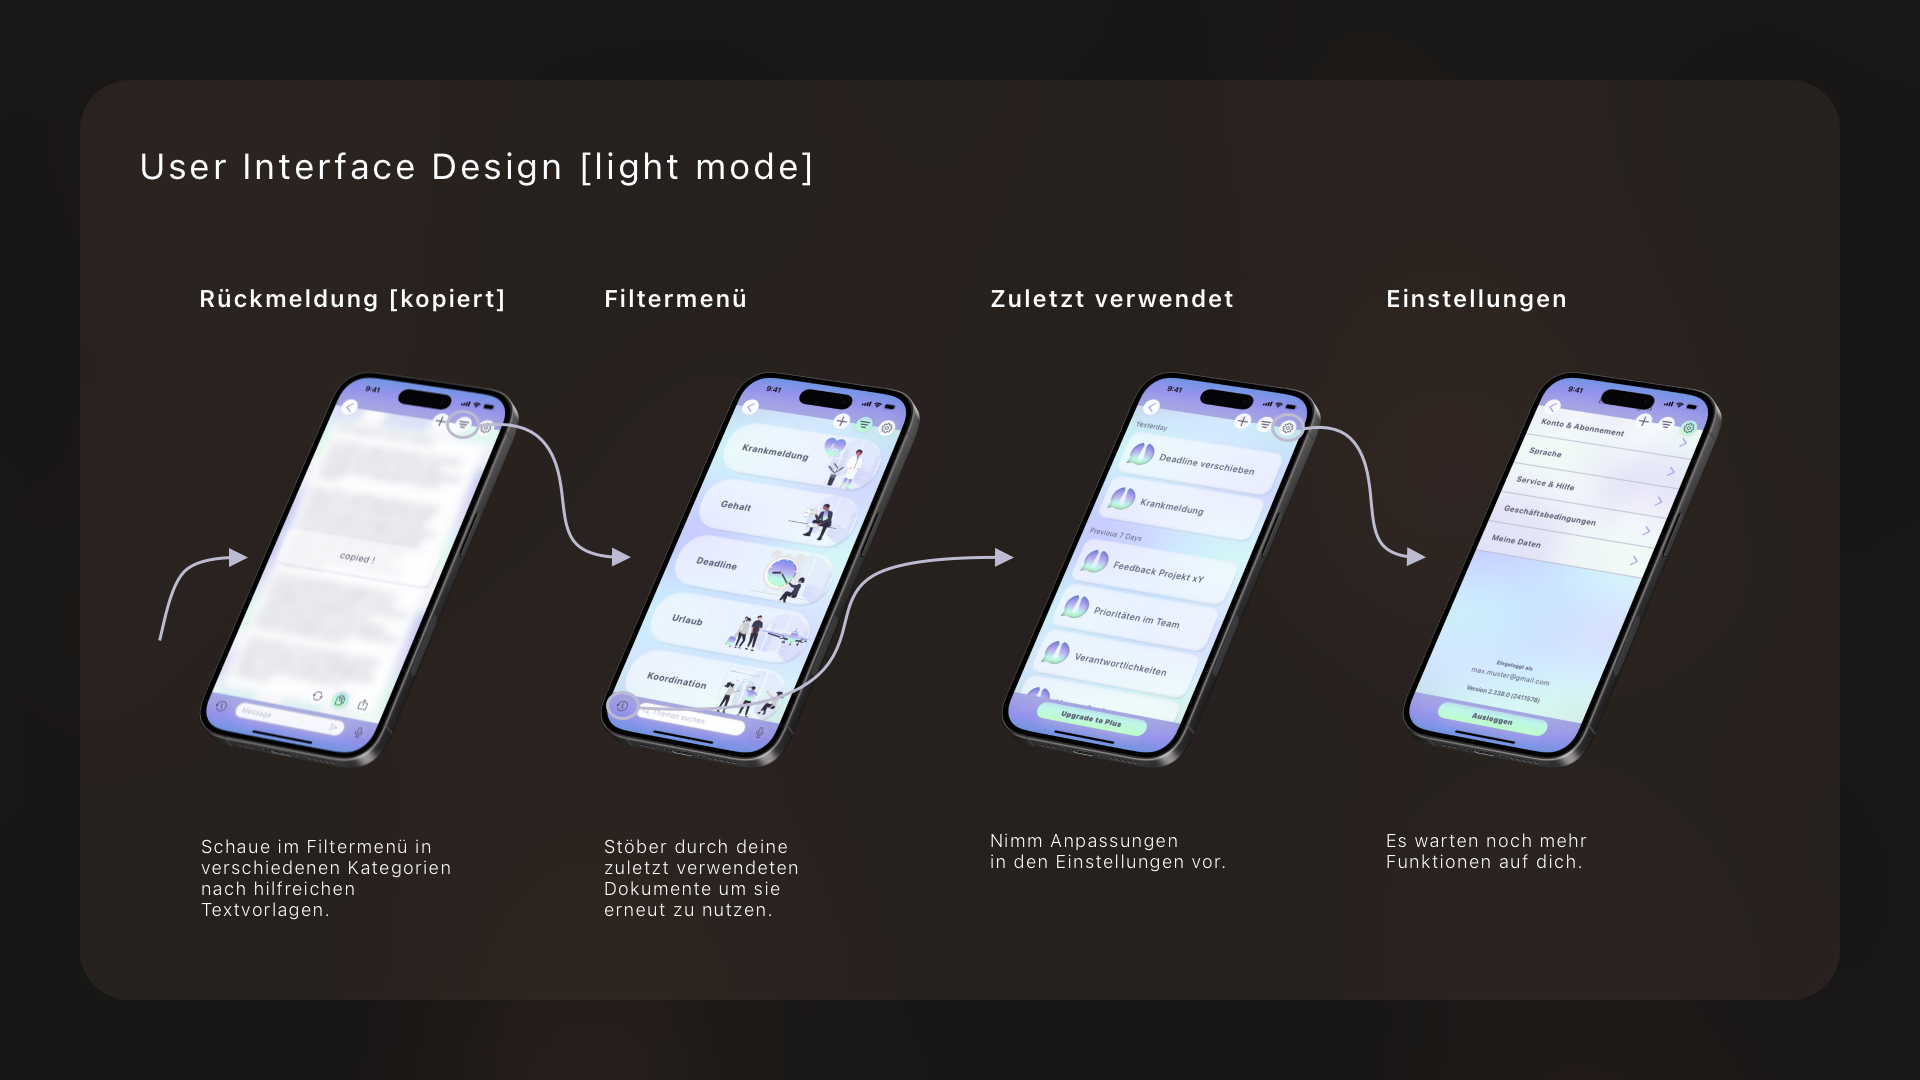 User Interface Design [light mode]
Rückmeldung [kopiert]
Filtermenü
Zuletzt verwendet
Einstellungen
9:41
copied !
Message
9:41
Krankmeldung
Gehalt
Deadline
Urlaub
Koordination
Themen suchen
9:41
Yesterday
Deadline verschieben
Krankmeldung
Previous 7 Days
Feedback Projekt xY
Prioritäten im Team
Verantwortlichkeiten
Upgrade to Plus
9:41
Konto & Abonnement
Sprache
Service & Hilfe
Geschäftsbedingungen
Meine Daten
Eingeloggt als
max.muster@gmail.com
Version 2.338.0 (2411678)
Ausloggen
Schaue im Filtermenü in
verschiedenen Kategorien
nach hilfreichen
Textvorlagen.
Stöber durch deine
zuletzt verwendeten
Dokumente um sie
erneut zu nutzen.
Nimm Anpassungen
in den Einstellungen vor.
Es warten noch mehr
Funktionen auf dich.